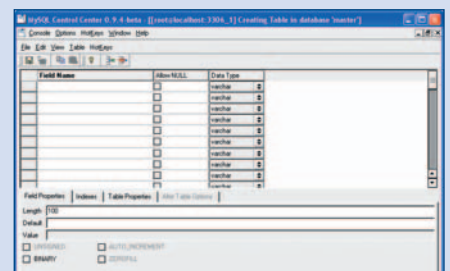 MySQL Control Center 0.9.4-beta - [[root@localhost:3306_1] Creating Table in database 'master']
Console Options HotKeys Window Help
File Edit View Table HotKeys
Field Name Allow NULL Data Type
varchar
varchar
varchar
varchar
varchar
varchar
varchar
varchar
varchar
Field Properties Indexes Table Properties Alter Table Options
Length 100
Default
Value
UNSIGNED AUTO_INCREMENT
BINARY ZEROFILL